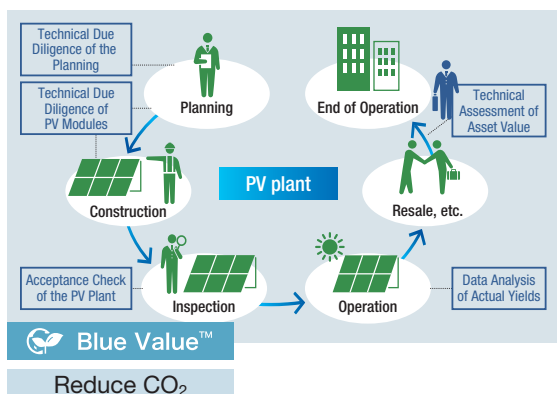 Technical Due
Diligence of the
Planning
Planning
Technical Due
Diligence of
PV Modules
Construction
Acceptance Check
of the PV Plant
Inspection
PV plant
Operation
Data Analysis
of Actual Yields
Resale, etc.
Technical
Assessment of
Asset Value
End of Operation
Blue Value™
Reduce CO₂